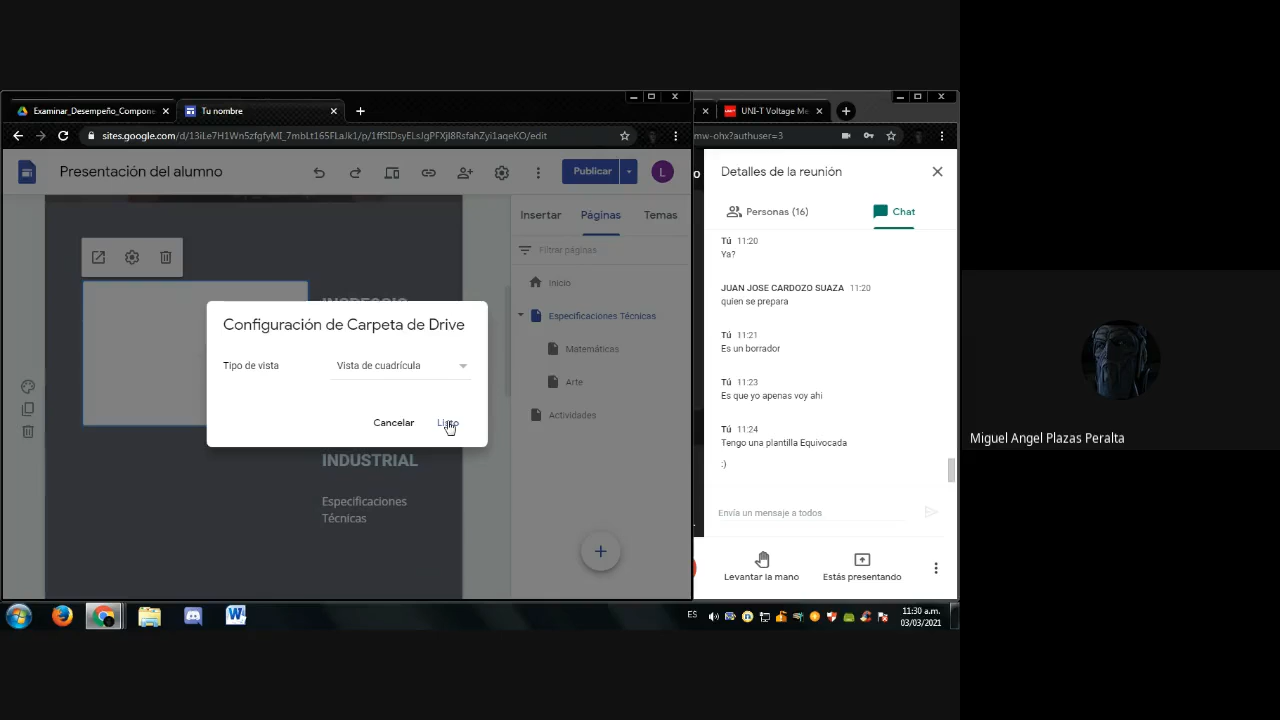 Examinar_Desempeño_Compone
Tu nombre
UNI-T Voltage Me
sites.google.com/d/13iLe7H1Wn5zfgfyMI_7mbLt165FLaJk1/p/1ffSIDsyELsJgPFXjl8RsfahZyi1aqeKO/edit
mw-ohx?authuser=3
Presentación del alumno
Publicar
L
Insertar
Páginas
Temas
Filtrar páginas
Inicio
Especificaciones Técnicas
Matemáticas
Arte
Actividades
Configuración de Carpeta de Drive
Tipo de vista
Vista de cuadrícula
Cancelar
INDUSTRIAL
Especificaciones
Técnicas
Detalles de la reunión
Personas (16)
Chat
Tú 11:20
Ya?
JUAN JOSE CARDOZO SUAZA 11:20
quien se prepara
Tú 11:21
Es un borrador
Tú 11:23
Es que yo apenas voy ahi
Tú 11:24
Tengo una plantilla Equivocada
:)
Envía un mensaje a todos
Levantar la mano
Estás presentando
Miguel Angel Plazas Peralta
ES
11:30 a.m.
03/03/2021